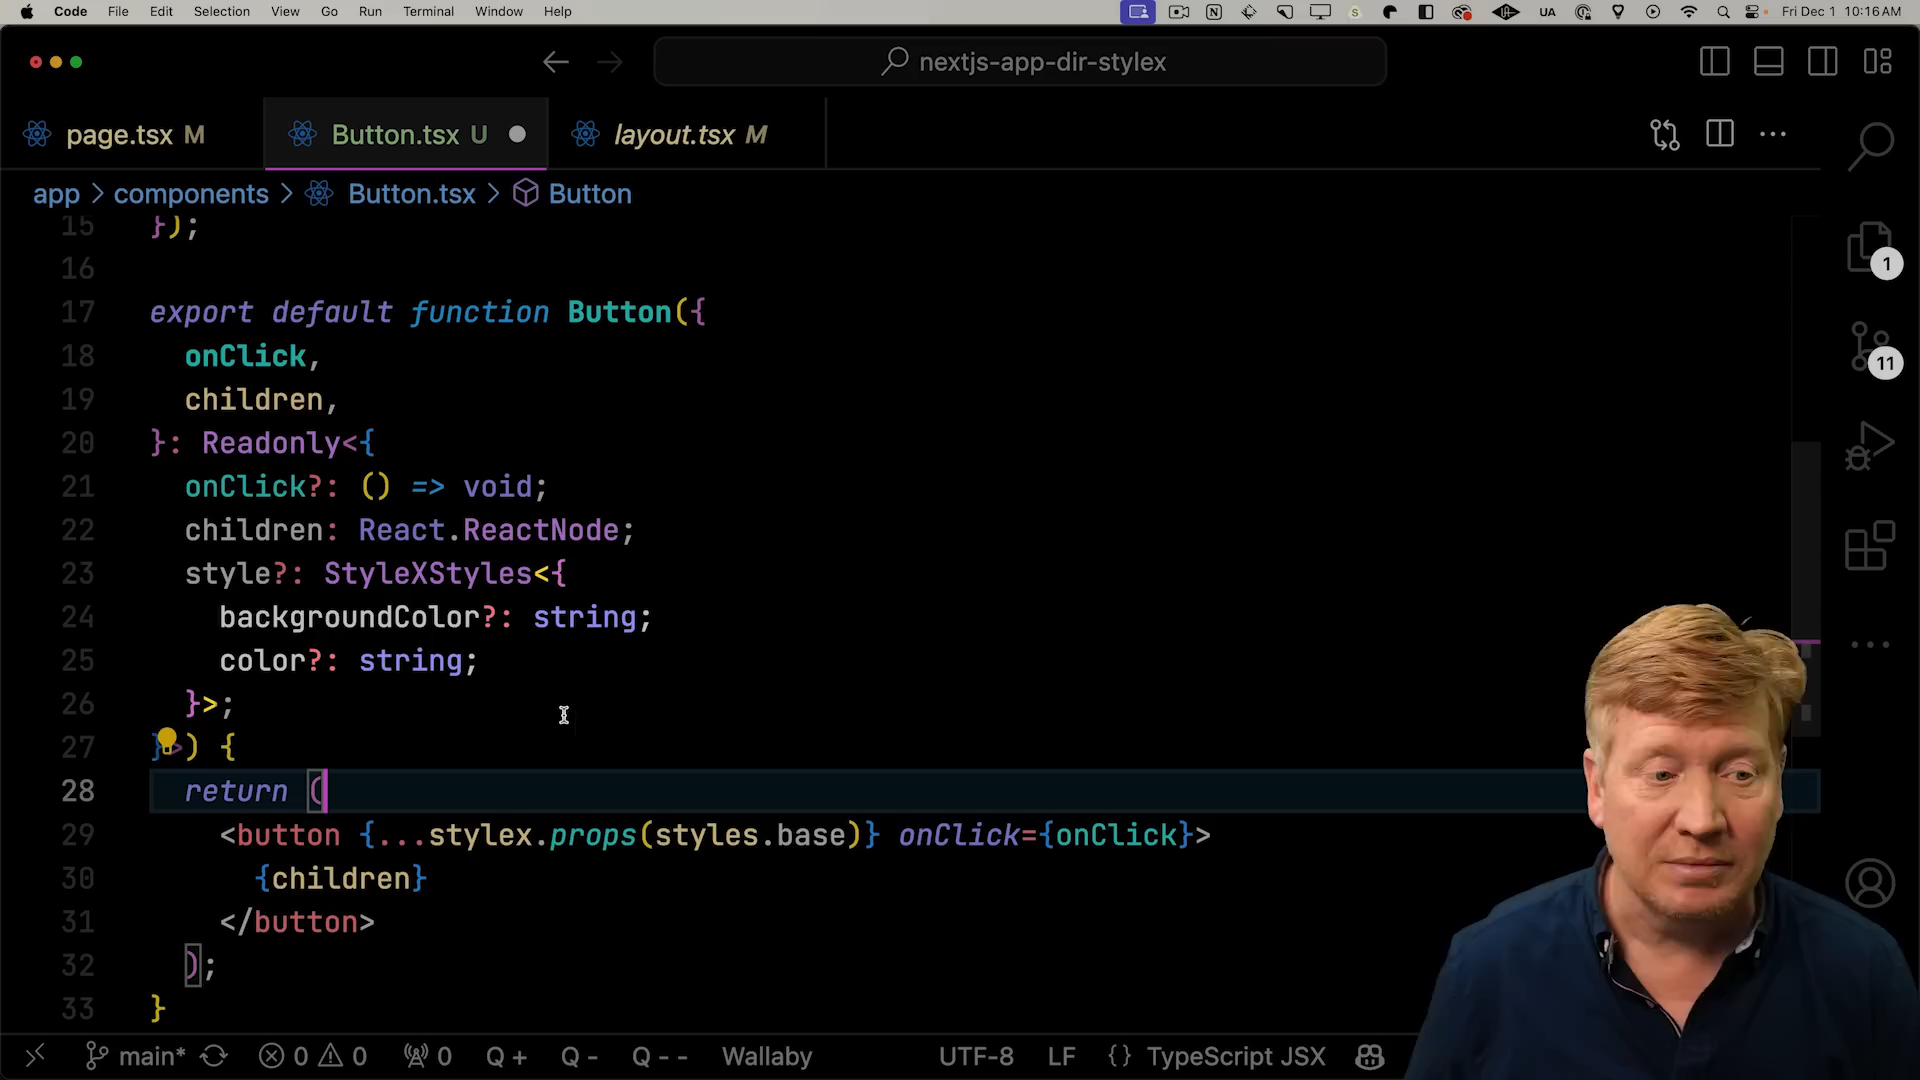 Code File Edit Selection View Go Run Terminal Window Help UA Fri Dec 1 10:16 AM
nextjs-app-dir-stylex
page.tsx M Button.tsx U layout.tsx M
app > components > Button.tsx > Button
15 });
16
17 export default function Button({
18 onClick,
19 children,
20 }: Readonly<{
21 onClick?: () => void;
22 children: React.ReactNode;
23 style?: StyleXStyles<{
24 backgroundColor?: string;
25 color?: string;
26 }>;
27 }>) {
28 return (
29 <button {...stylex.props(styles.base)} onClick={onClick}>
30 {children}
31 </button>
32 );
33 }
1
11
main* 0 0 0 Q + Q - Q - - Wallaby UTF-8 LF {} TypeScript JSX